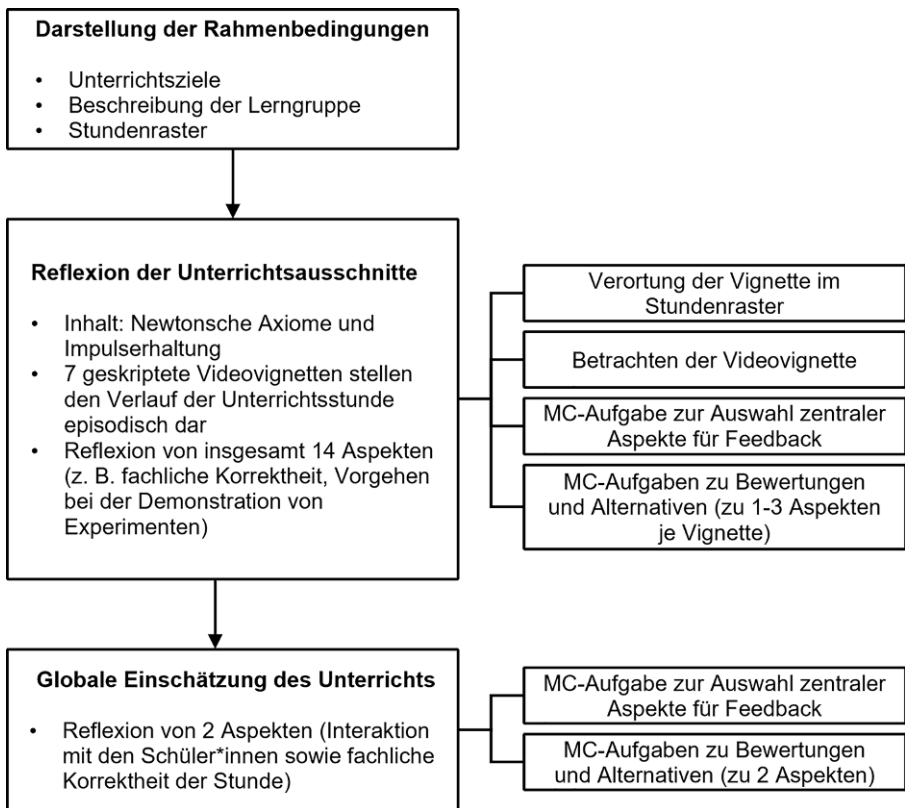 Darstellung der Rahmenbedingungen
• Unterrichtsziele
• Beschreibung der Lerngruppe
• Stundenraster
Reflexion der Unterrichtsausschnitte
• Inhalt: Newtonsche Axiome und
Impulserhaltung
• 7 geskriptete Videovignetten stellen
den Verlauf der Unterrichtsstunde
episodisch dar
• Reflexion von insgesamt 14 Aspekten
(z. B. fachliche Korrektheit, Vorgehen
bei der Demonstration von
Experimenten)
Verortung der Vignette im
Stundenraster
Betrachten der Videovignette
MC-Aufgabe zur Auswahl zentraler
Aspekte für Feedback
MC-Aufgaben zu Bewertungen
und Alternativen (zu 1-3 Aspekten
je Vignette)
Globale Einschätzung des Unterrichts
• Reflexion von 2 Aspekten (Interaktion
mit den Schüler*innen sowie fachliche
Korrektheit der Stunde)
MC-Aufgabe zur Auswahl zentraler
Aspekte für Feedback
MC-Aufgaben zu Bewertungen
und Alternativen (zu 2 Aspekten)